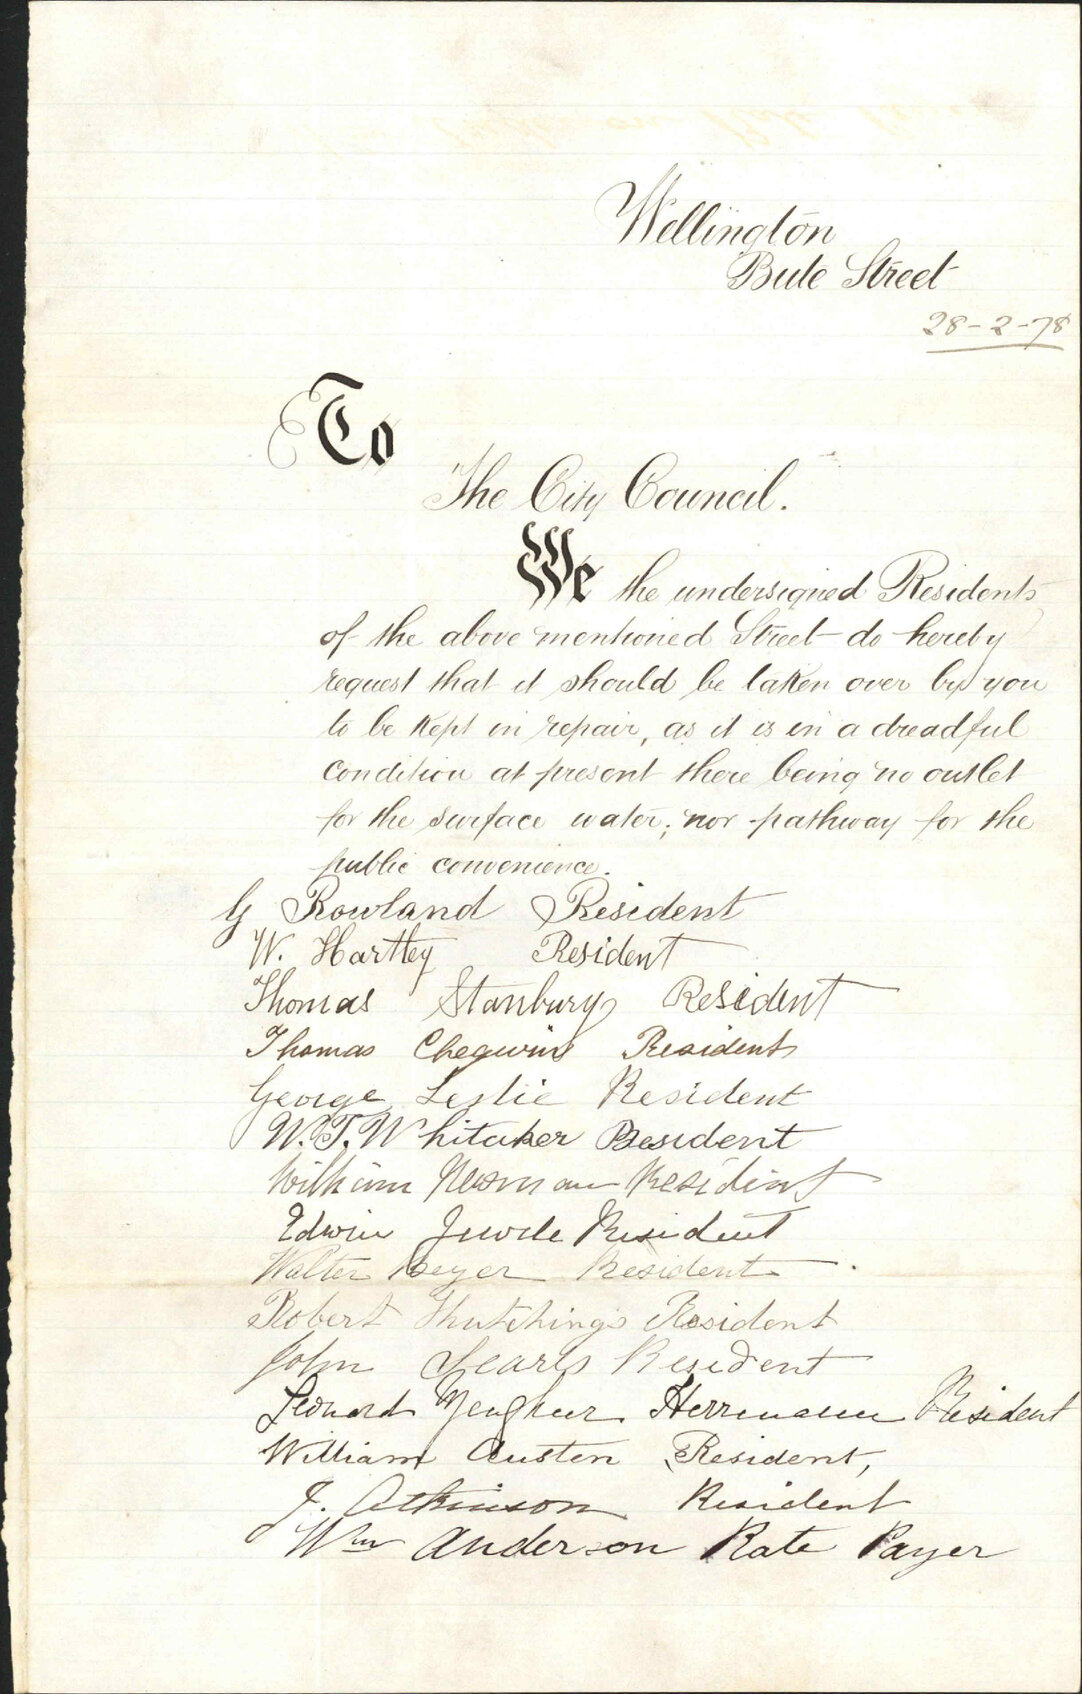 Wellington
Bute Street
28-2-78
To
The City Council.
We the undersigned Residents
of the above mentioned Street do hereby
request that it should be taken over by you
to be kept in repair, as it is in a dreadful
condition at present there being no outlet
for the surface water; nor pathway for the
public convenience.
G Rowland Resident
W. Hartley Resident
Thomas Stanbury Resident
Thomas Chegwin Resident
George Leslie Resident
W. T. Whitaker Resident
William Newman Resident
Edwin Resident
Walter Resident
Robert Hutchings Resident
John Resident
Leonard Herrmann Resident
William Austen Resident,
J. Atkinson Resident
Wm Anderson Rate Payer